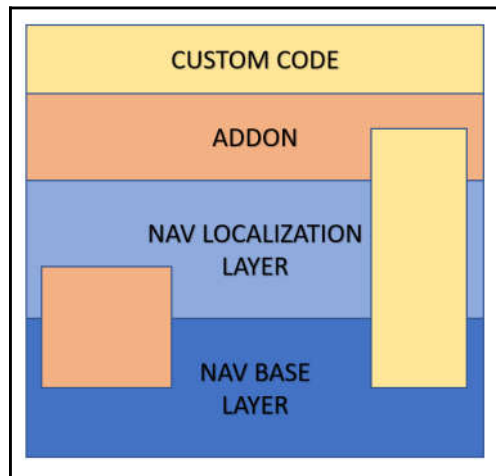 CUSTOM CODE
ADDON
NAV LOCALIZATION
LAYER
NAV BASE
LAYER